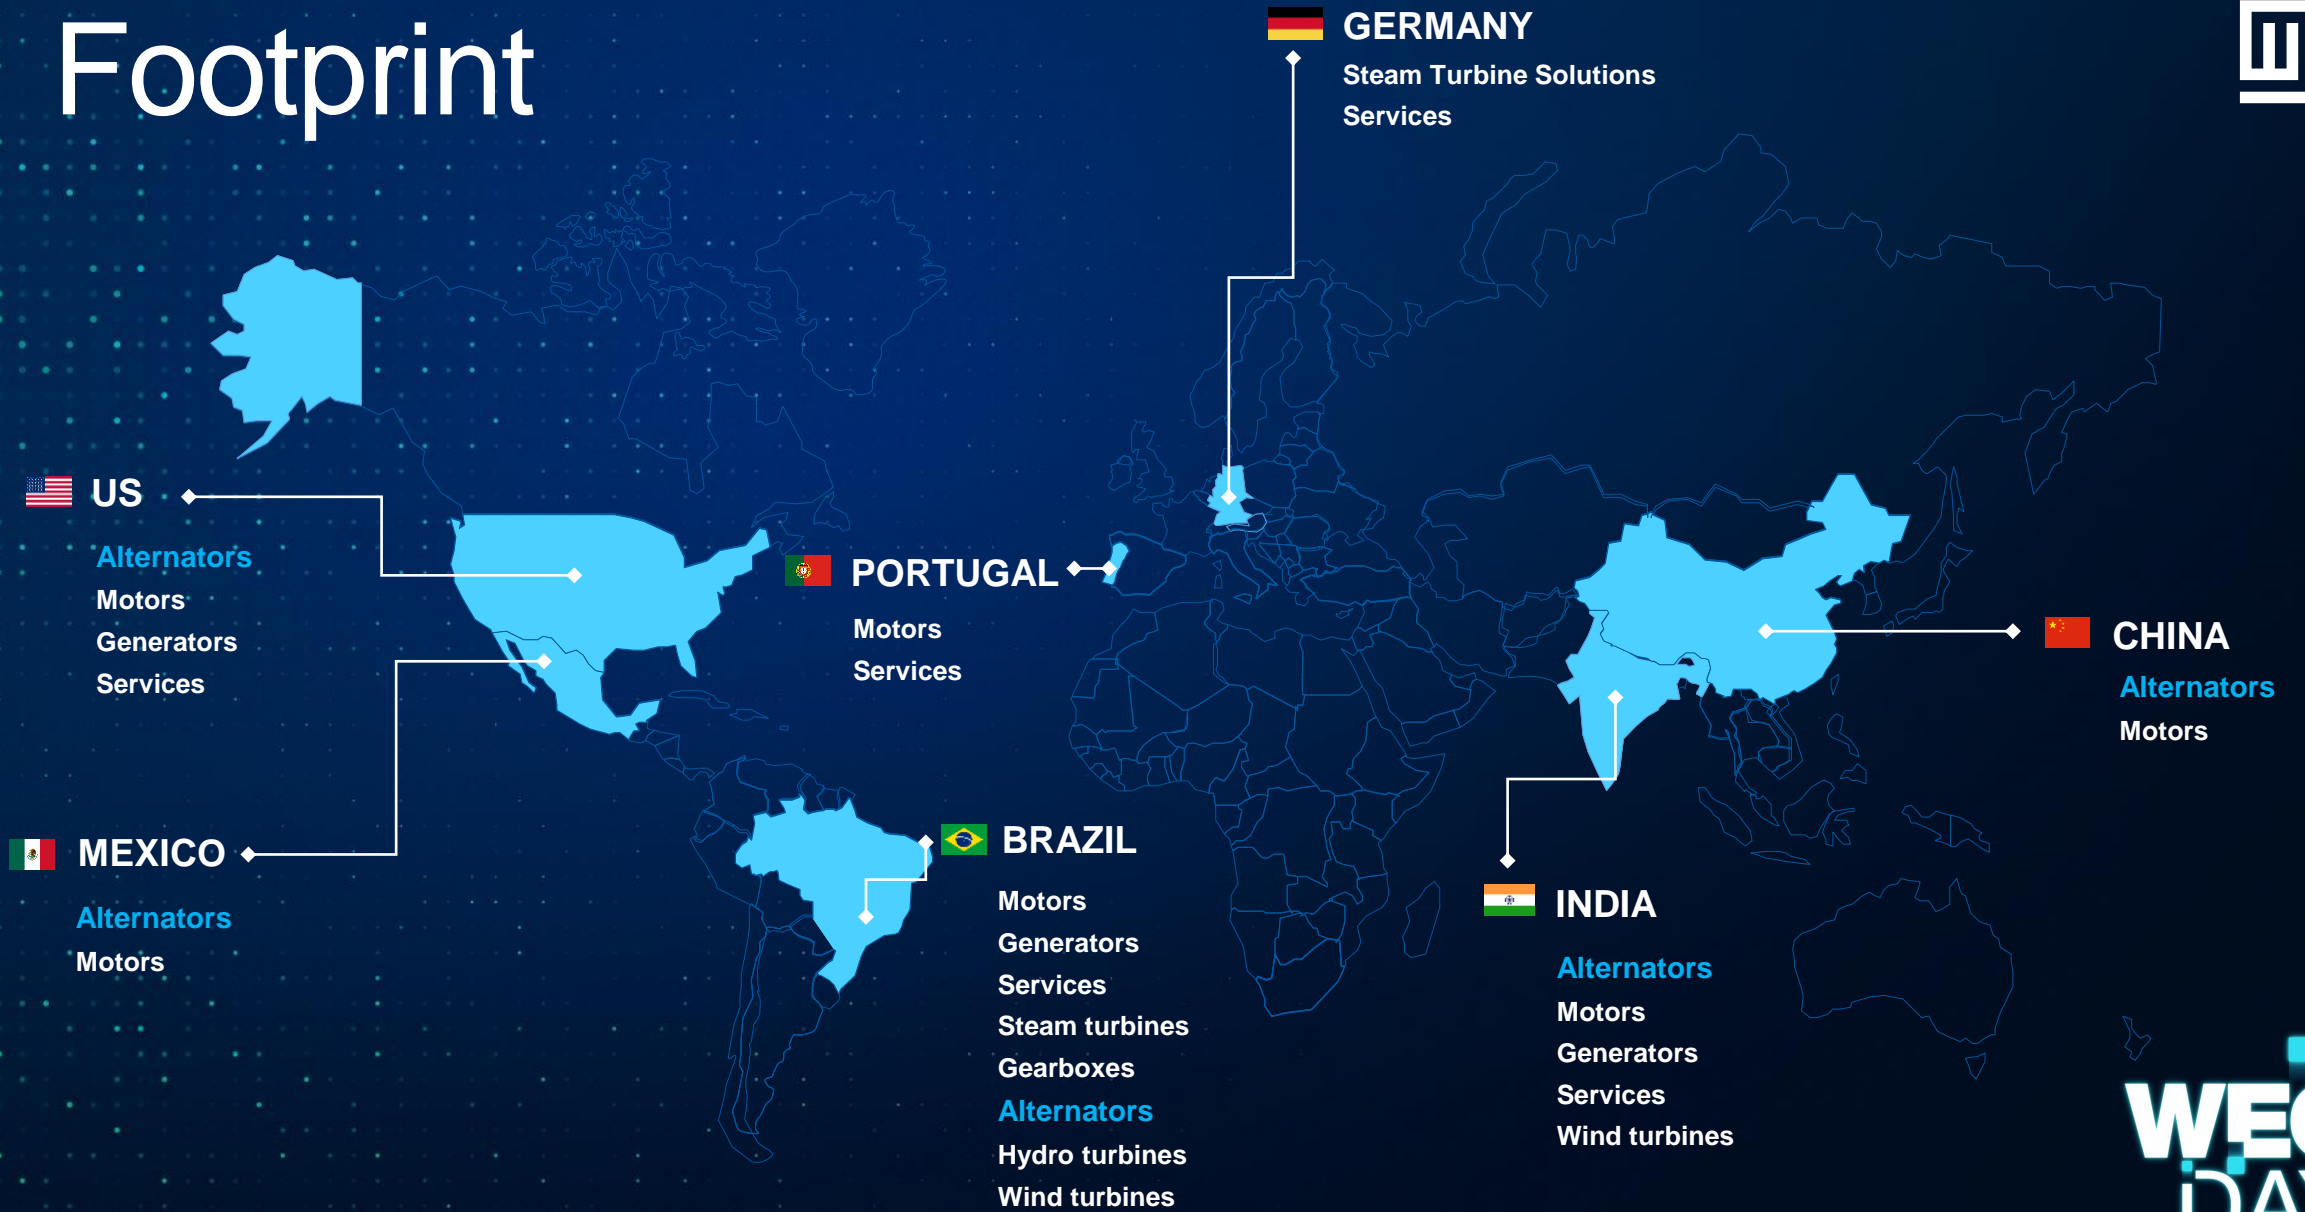 Footprint
GERMANY
Steam Turbine Solutions
Services
US
Alternators
Motors
Generators
Services
PORTUGAL
Motors
Services
CHINA
Alternators
Motors
MEXICO
Alternators
Motors
BRAZIL
Motors
Generators
Services
Steam turbines
Gearboxes
Alternators
Hydro turbines
Wind turbines
INDIA
Alternators
Motors
Generators
Services
Wind turbines